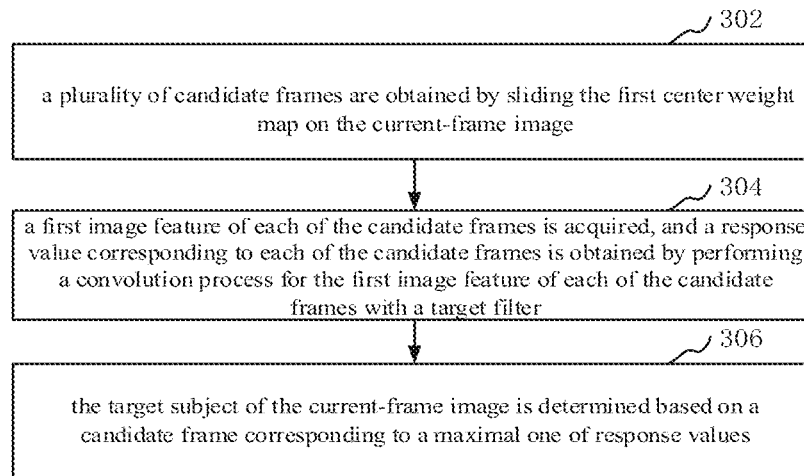 302
a plurality of candidate frames are obtained by sliding the first center weight
map on the current-frame image
304
a first image feature of each of the candidate frames is acquired, and a response
value corresponding to each of the candidate frames is obtained by performing
a convolution process for the first image feature of each of the candidate
frames with a target filter
306
the target subject of the current-frame image is determined based on a
candidate frame corresponding to a maximal one of response values